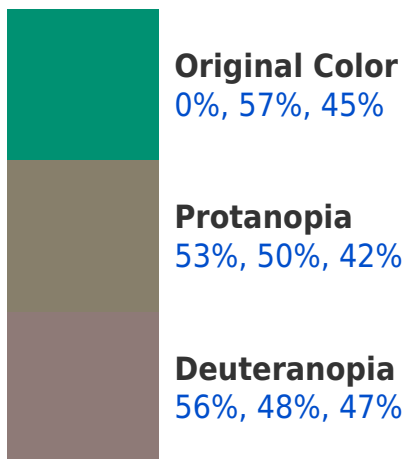 Original Color
0%, 57%, 45%
Protanopia
53%, 50%, 42%
Deuteranopia
56%, 48%, 47%